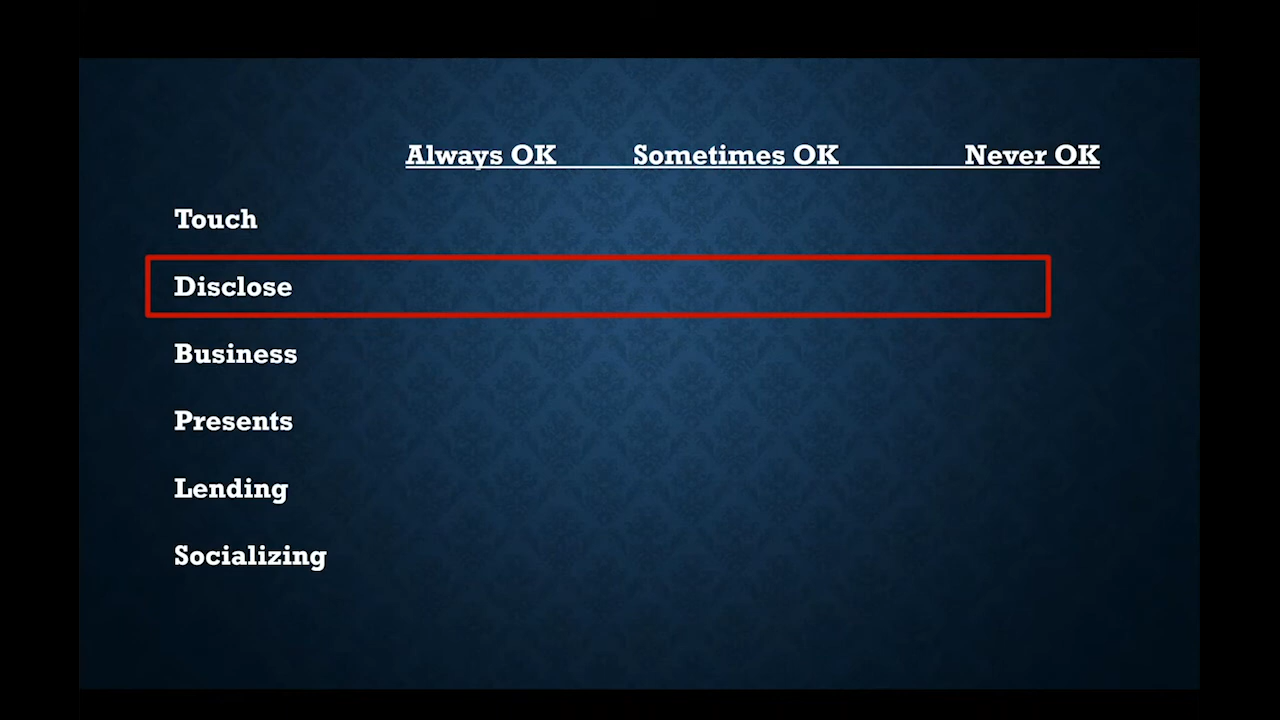 Always OK Sometimes OK Never OK
Touch
Disclose
Business
Presents
Lending
Socializing